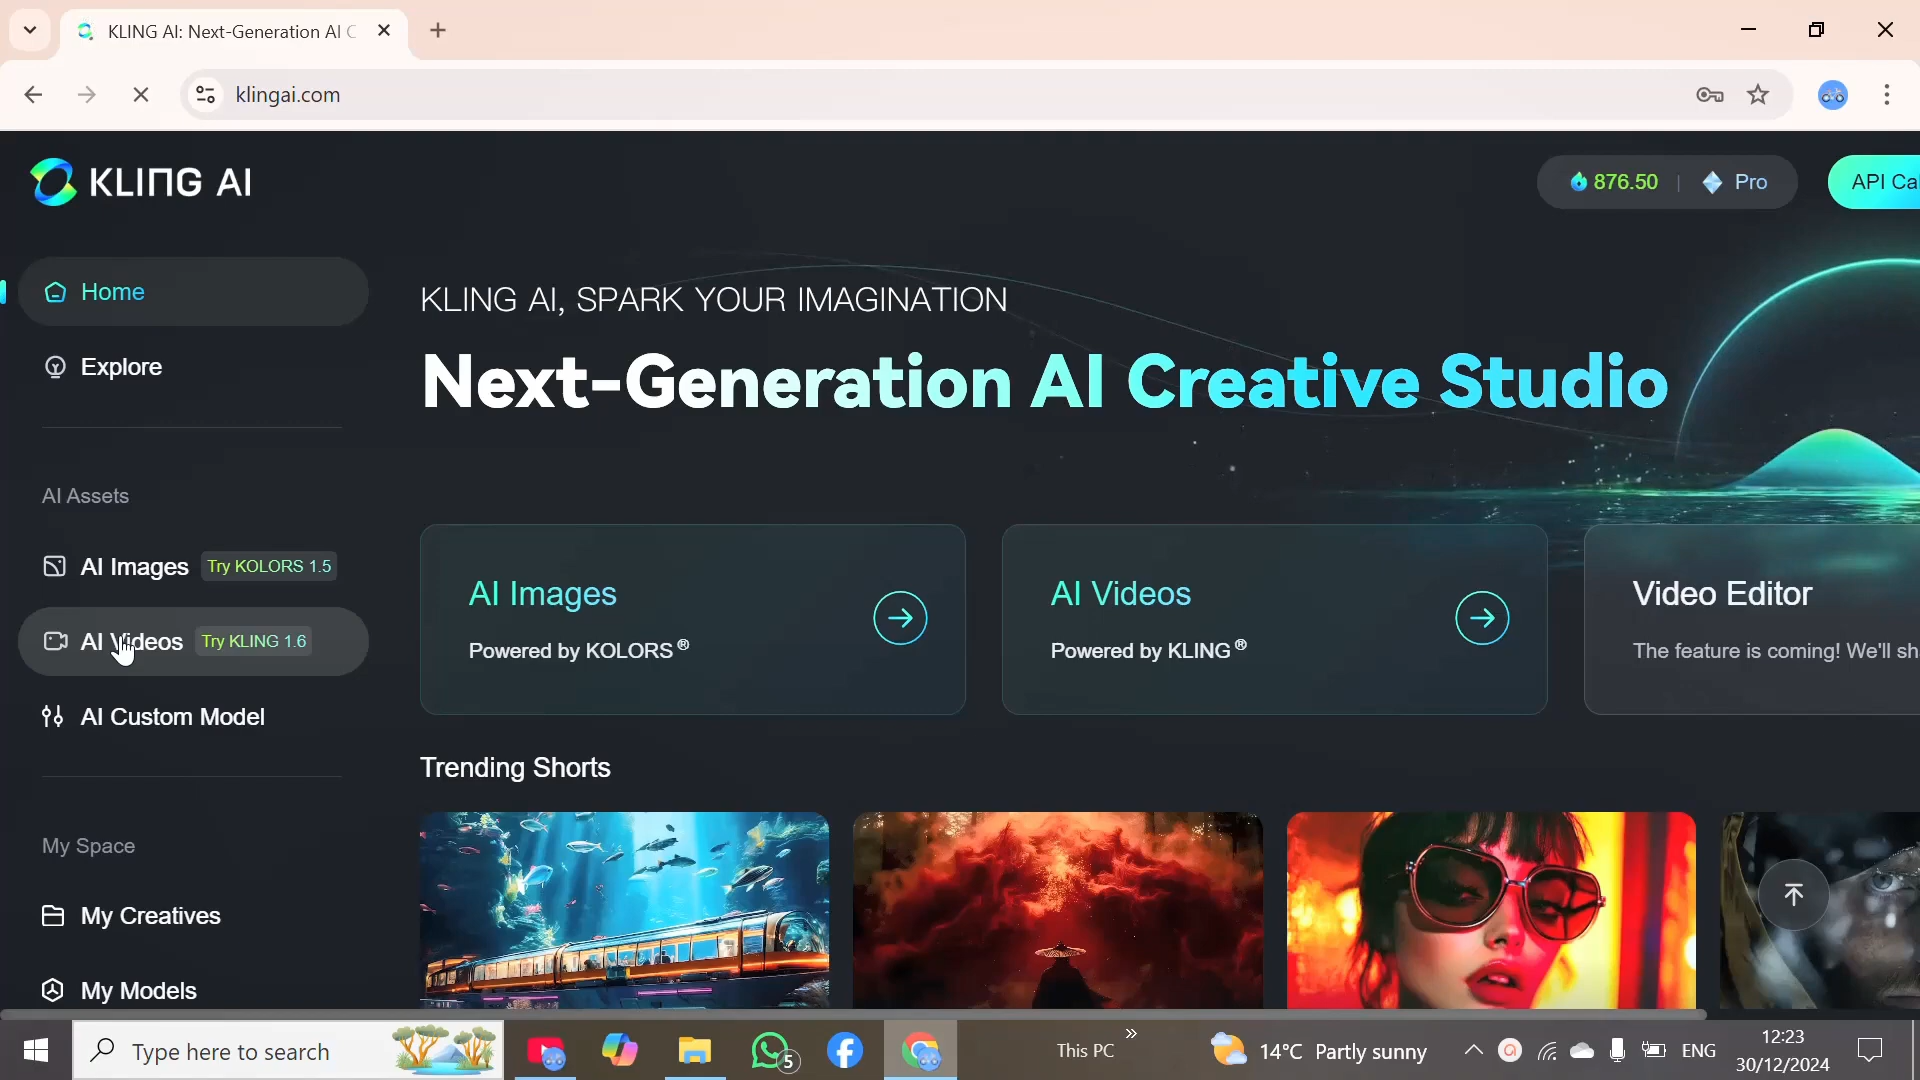 KLING AI: Next-Generation AI C
klingai.com
KLING AI
876.50 | Pro
API Cal
Home
Explore
KLING AI, SPARK YOUR IMAGINATION
Next-Generation AI Creative Studio
AI Assets
AI Images Try KOLORS 1.5
AI Videos Try KLING 1.6
AI Custom Model
AI Images
Powered by KOLORS ®
AI Videos
Powered by KLING ®
Video Editor
The feature is coming! We'll sh
Trending Shorts
My Space
My Creatives
My Models
Type here to search
5
This PC
14°C Partly sunny
ENG
12:23
30/12/2024